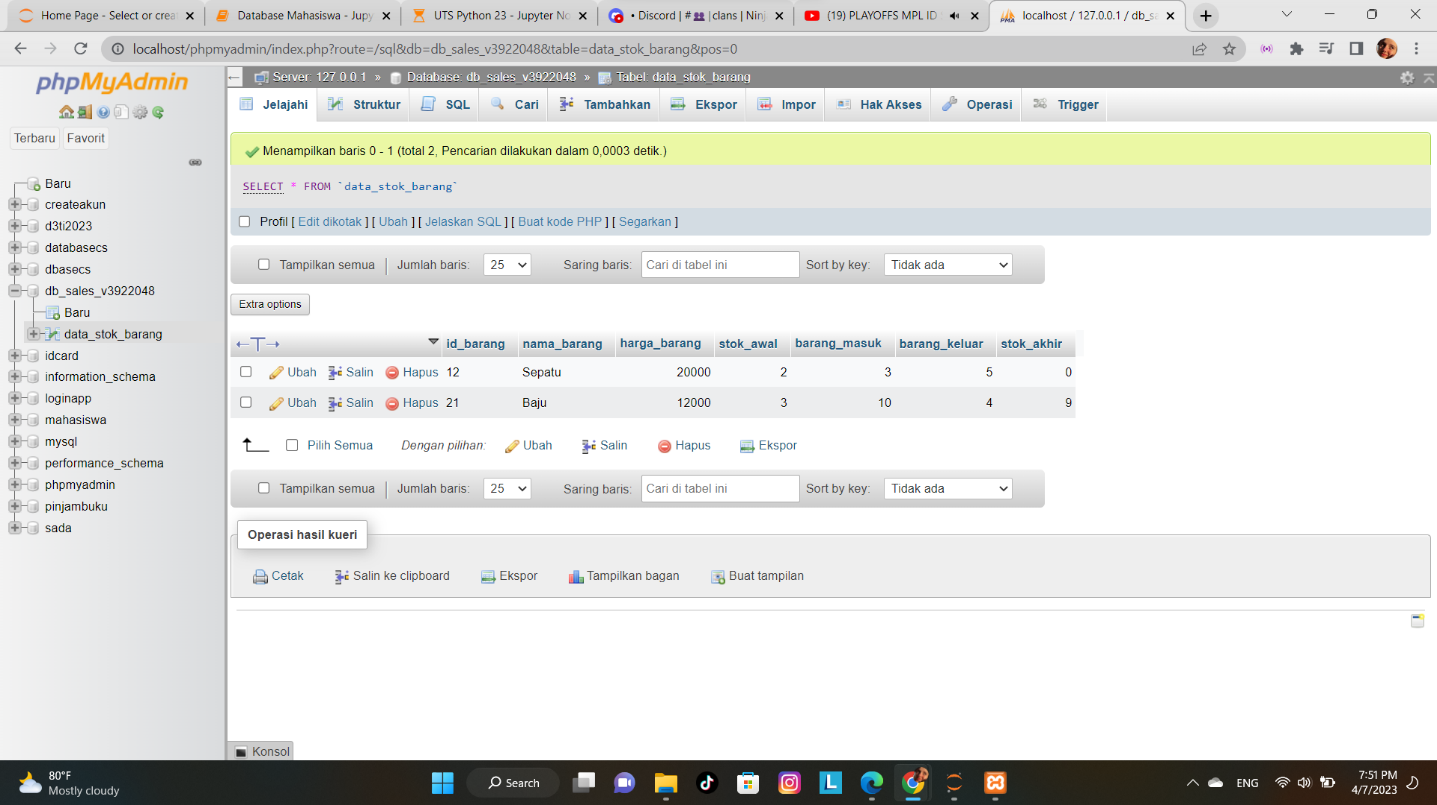 Home Page - Select or creat
Database Mahasiswa - Jupy
UTS Python 23 - Jupyter No
• Discord | # | clans | Ninj
(19) PLAYOFFS MPL ID
localhost / 127.0.0.1 / db_sa
localhost/phpmyadmin/index.php?route=/sql&db=db_sales_v3922048&table=data_stok_barang&pos=0
phpMyAdmin
Terbaru Favorit
Baru
createakun
d3ti2023
databasecs
dbasecs
db_sales_v3922048
Baru
data_stok_barang
idcard
information_schema
loginapp
mahasiswa
mysql
performance_schema
phpmyadmin
pinjambuku
sada
Server: 127.0.0.1 » Database: db_sales_v3922048 » Tabel: data_stok_barang
Jelajahi Struktur SQL Cari Tambahkan Ekspor Impor Hak Akses Operasi Trigger
Menampilkan baris 0 - 1 (total 2, Pencarian dilakukan dalam 0,0003 detik.)
SELECT * FROM `data_stok_barang`
Profil [ Edit dikotak ] [ Ubah ] [ Jelaskan SQL ] [ Buat kode PHP ] [ Segarkan ]
Tampilkan semua | Jumlah baris: 25 Saring baris: Cari di tabel ini Sort by key: Tidak ada
Extra options
←T→ id_barang nama_barang harga_barang stok_awal barang_masuk barang_keluar stok_akhir
Ubah Salin Hapus 12 Sepatu 20000 2 3 5 0
Ubah Salin Hapus 21 Baju 12000 3 10 4 9
Pilih Semua Dengan pilihan: Ubah Salin Hapus Ekspor
Tampilkan semua | Jumlah baris: 25 Saring baris: Cari di tabel ini Sort by key: Tidak ada
Operasi hasil kueri
Cetak Salin ke clipboard Ekspor Tampilkan bagan Buat tampilan
Konsol
80°F
Mostly cloudy
Search
ENG
7:51 PM
4/7/2023